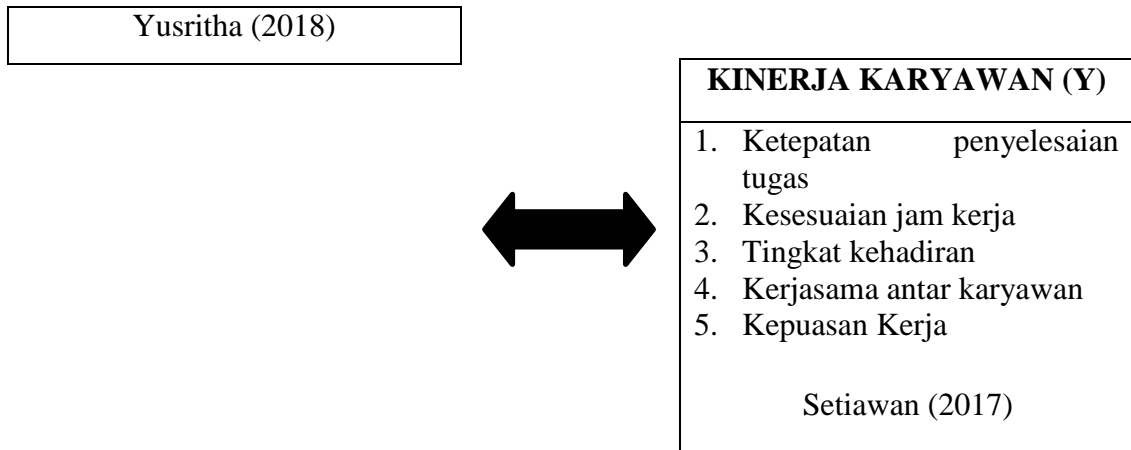 Yusritha (2018)
KINERJA KARYAWAN (Y)
1. Ketepatan penyelesaian
tugas
2. Kesesuaian jam kerja
3. Tingkat kehadiran
4. Kerjasama antar karyawan
5. Kepuasan Kerja
Setiawan (2017)